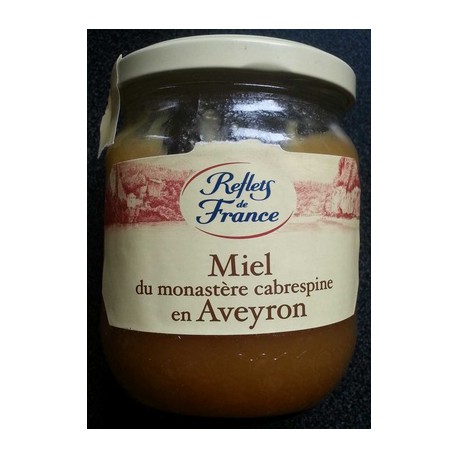 Reflets
de
France
Miel
du monastère cabrespine
en Aveyron